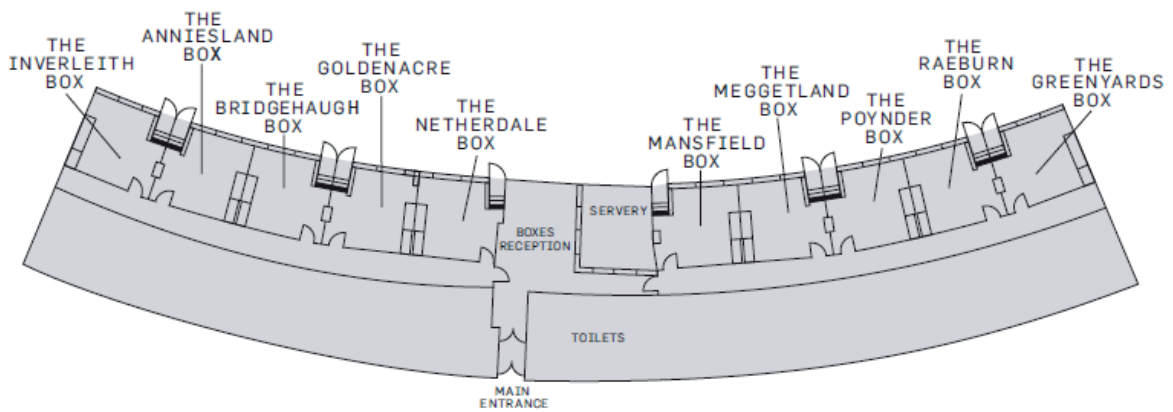 THE
INVERLEITH
BOX
THE
ANNIESLAND
BOX
THE
BRIDGEHAUGH
BOX
THE
GOLDENACRE
BOX
THE
NETHERDALE
BOX
THE
MANSFIELD
BOX
THE
MEGGETLAND
BOX
THE
POYNDER
BOX
THE
RAEBURN
BOX
THE
GREENYARDS
BOX
SERVERY
BOXES
RECEPTION
TOILETS
MAIN
ENTRANCE